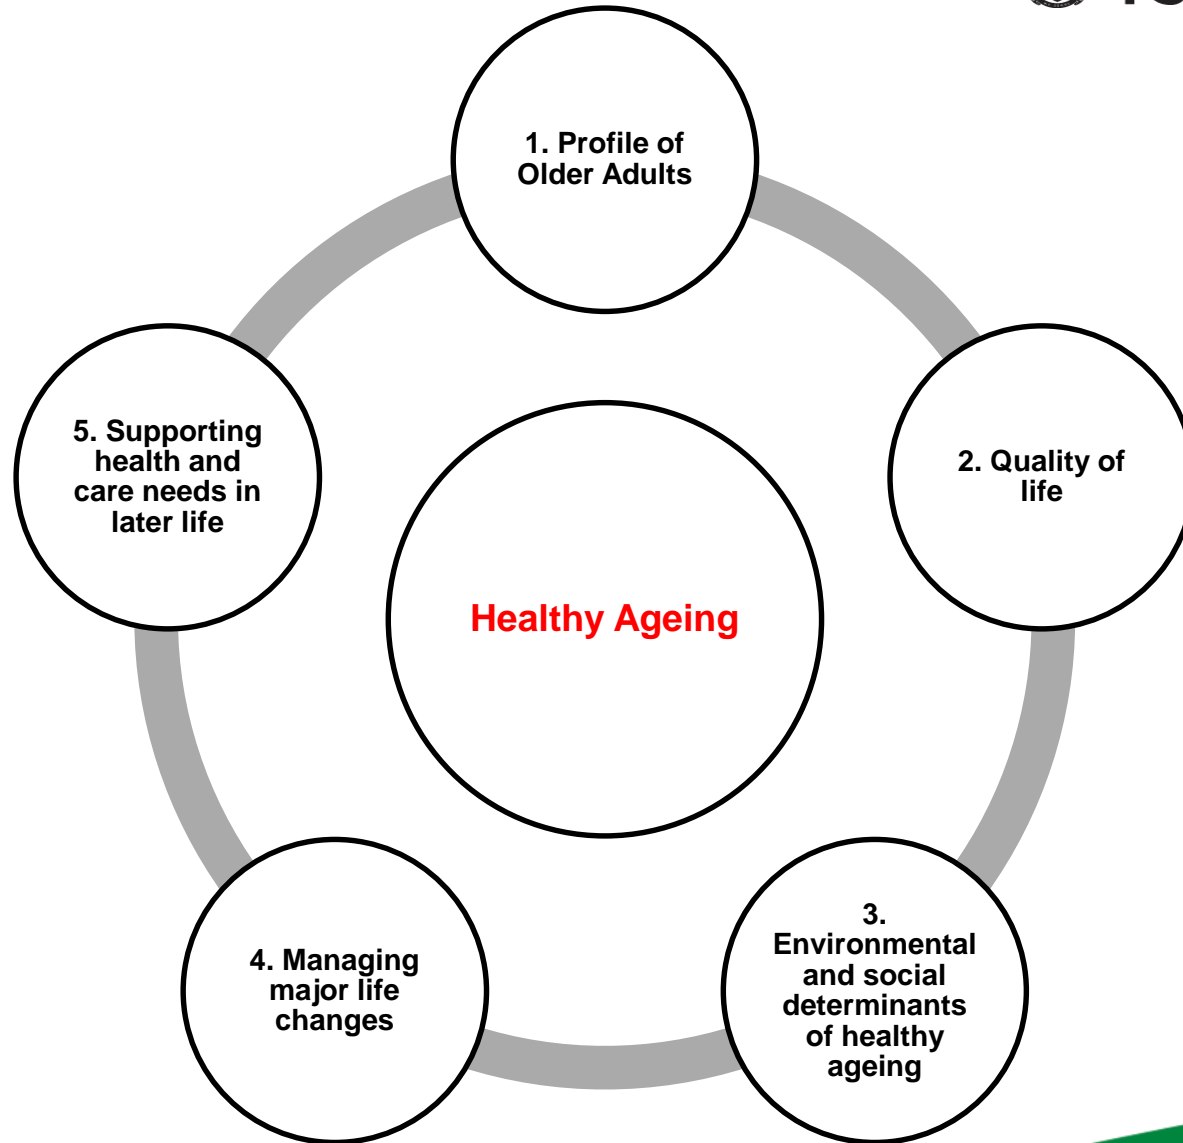 1. Profile of
Older Adults
2. Quality of
life
3.
Environmental
and social
determinants
of healthy
ageing
4. Managing
major life
changes
5. Supporting
health and
care needs in
later life
Healthy Ageing